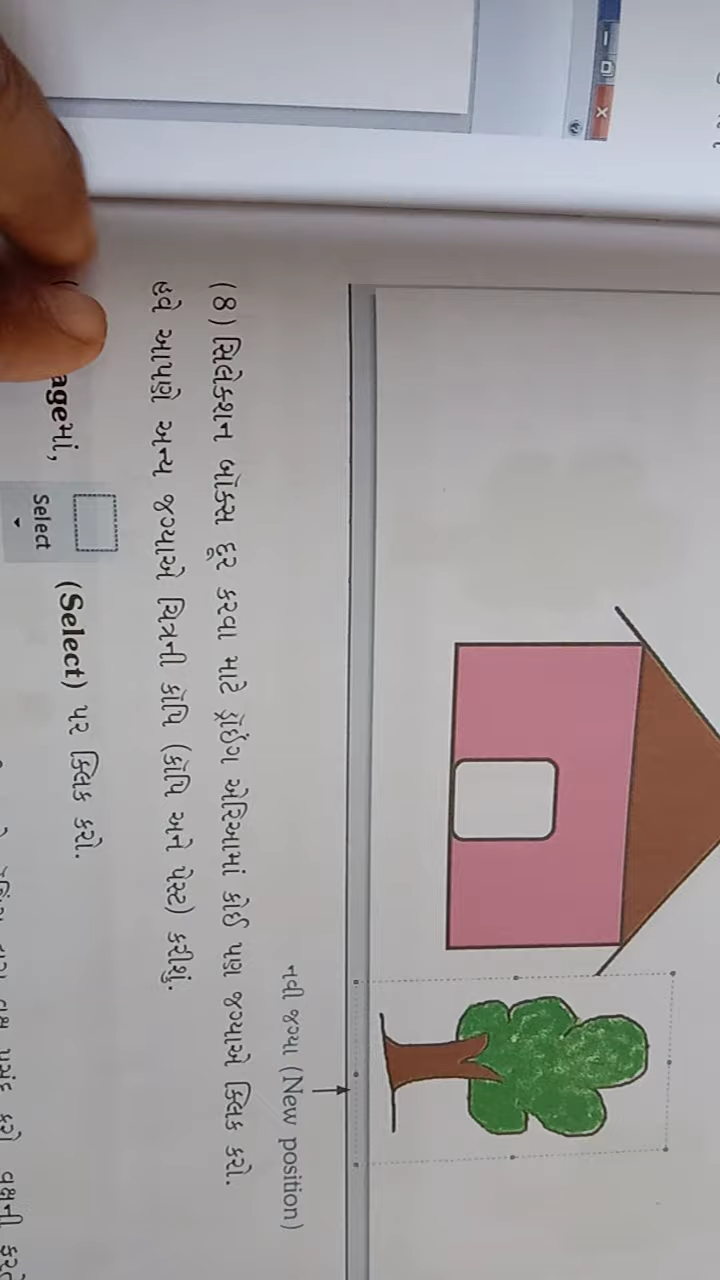 નવી જગ્યા (New position)
(8) સિલેક્શન બૉક્સ દૂર કરવા માટે ડ્રૉઇંગ એરિઆમાં કોઈ પણ જગ્યાએ ક્લિક કરો.
હવે આપણે અન્ય જગ્યાએ ચિત્રની કૉપિ (કૉપિ અને પેસ્ટ) કરીશું.
ageમાં, Select (Select) પર ક્લિક કરો.